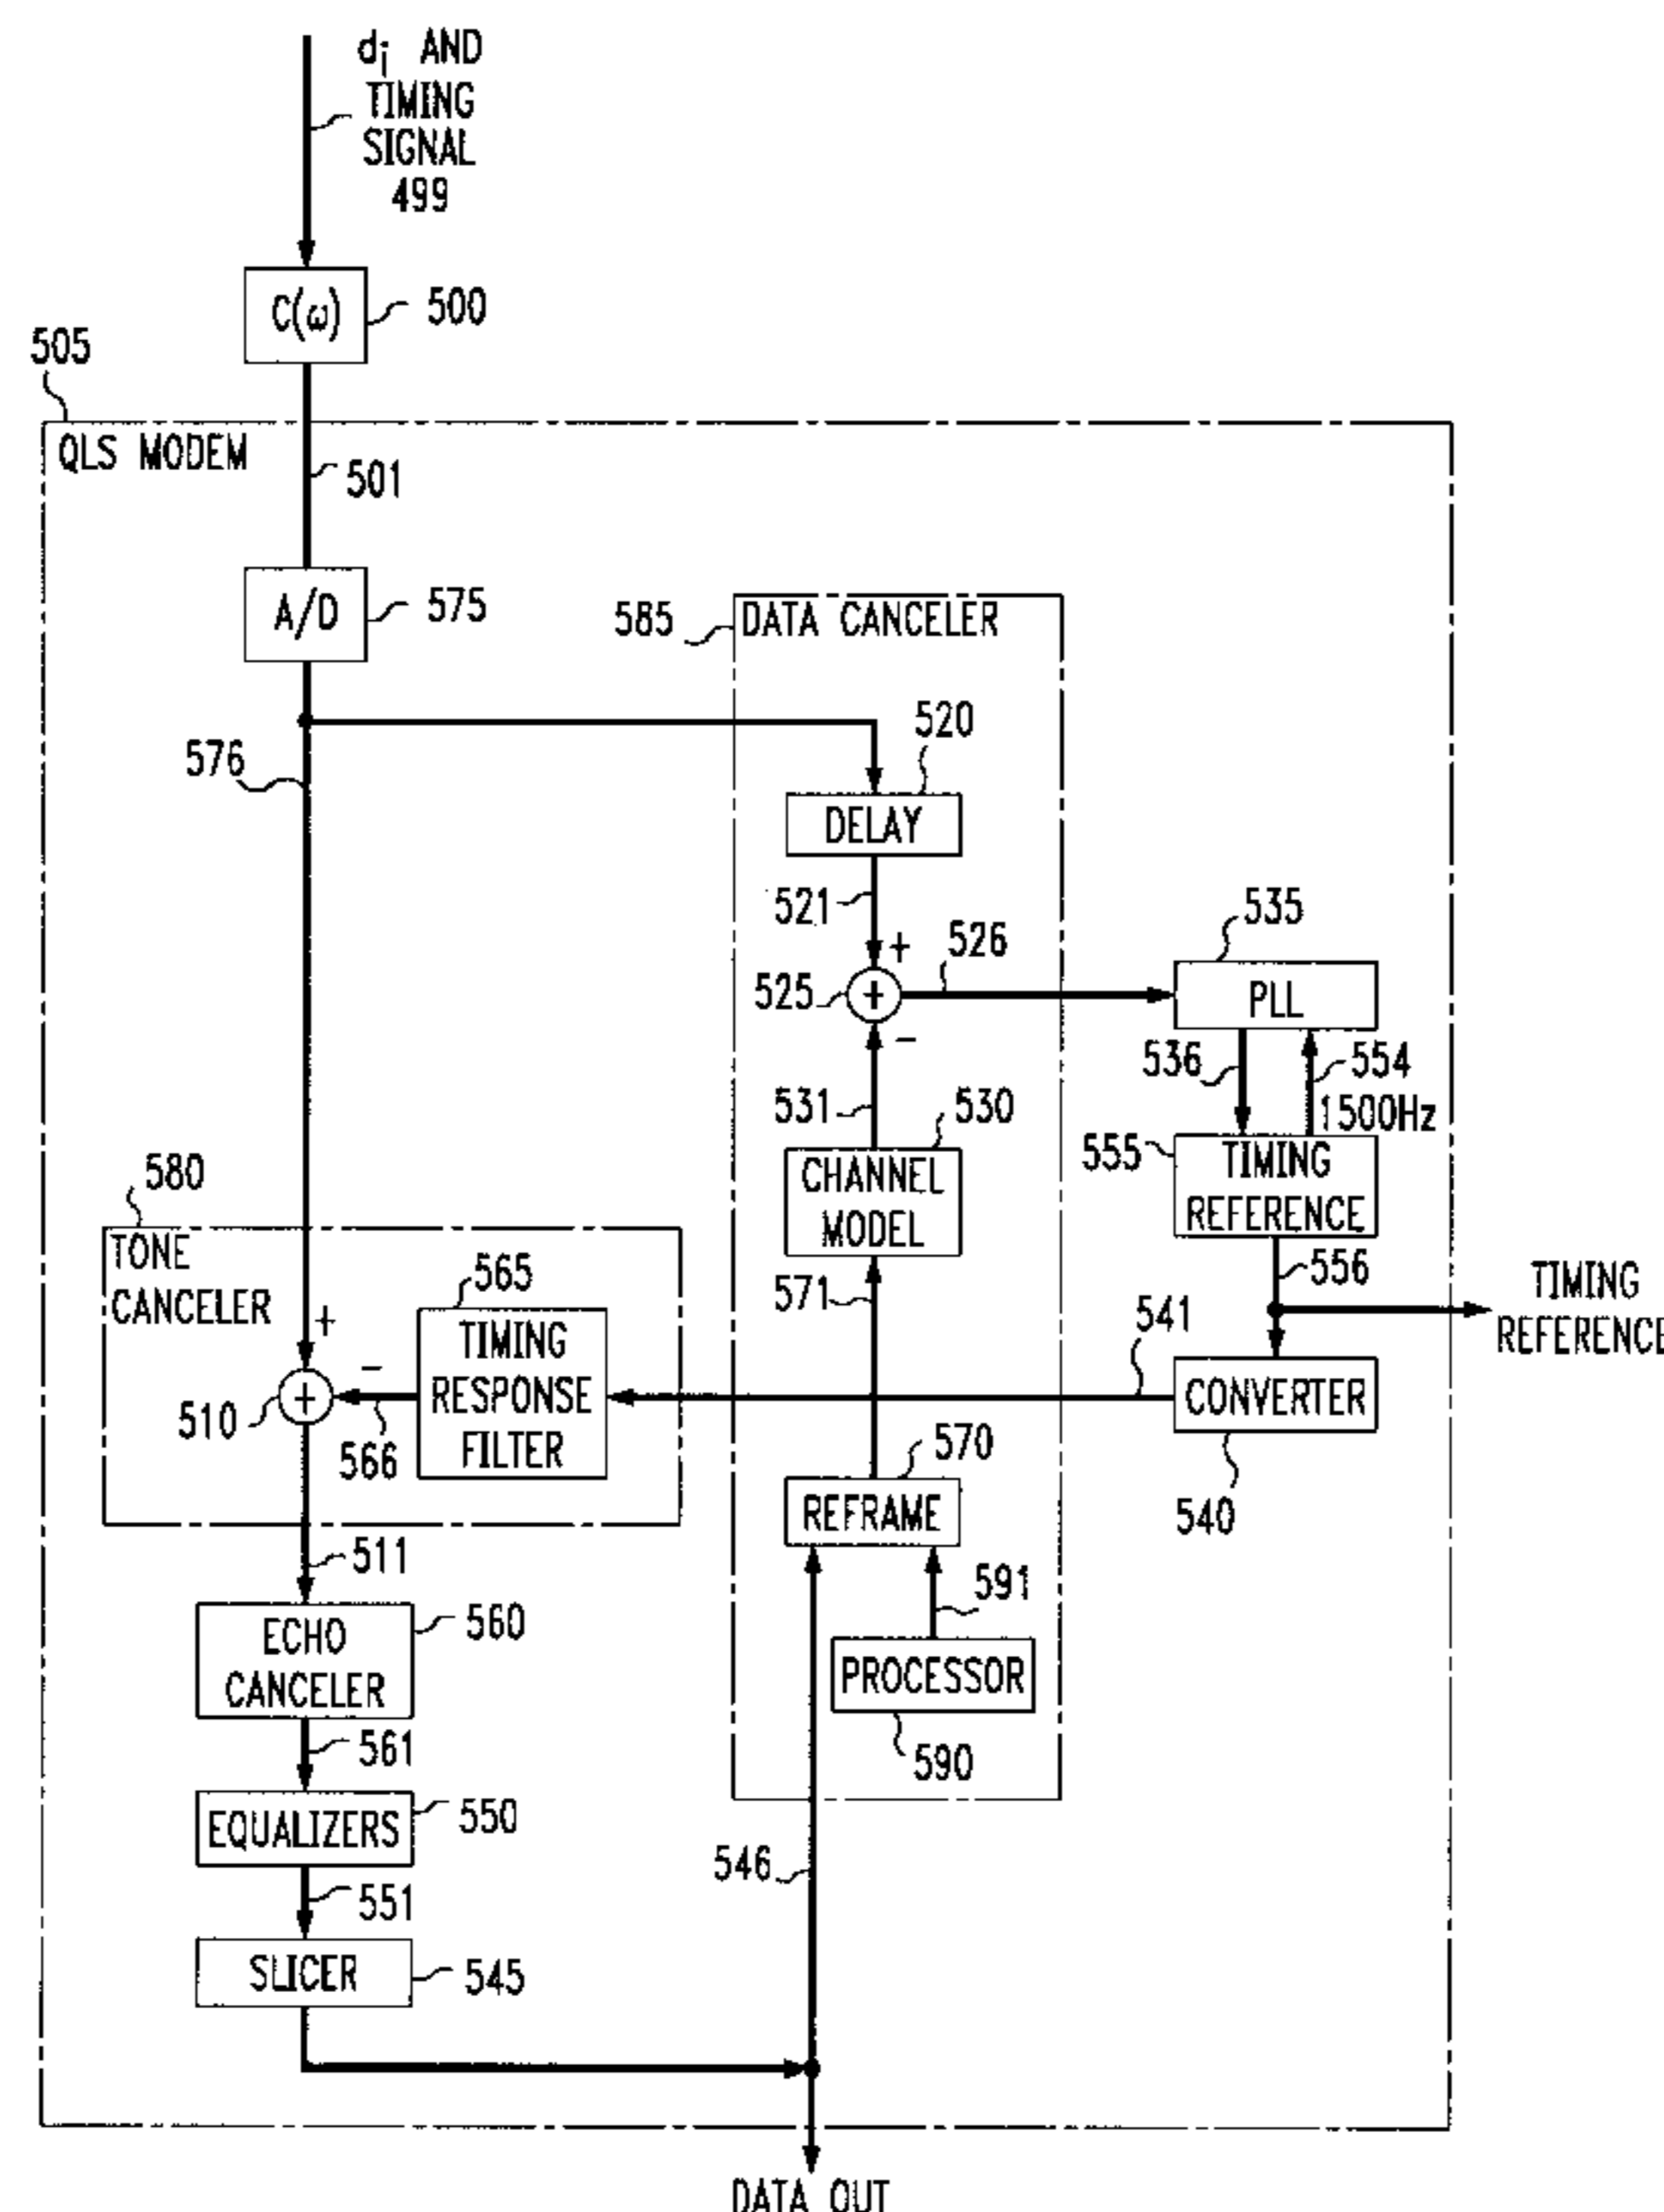 dj AND
TIMING
SIGNAL
499
C(ω)
500
505
QLS MODEM
501
A/D
575
585
DATA CANCELER
520
576
DELAY
521
+
526
535
525
+
PLL
-
536
554
1500Hz
531
530
555
TIMING
REFERENCE
580
CHANNEL
MODEL
TONE
CANCELER
565
571
556
TIMING
REFERENCE
541
+
-
TIMING
RESPONSE
FILTER
CONVERTER
510
+
566
570
540
REFRAME
511
591
ECHO
CANCELER
560
PROCESSOR
561
590
EQUALIZERS
550
546
551
SLICER
545
DATA OUT